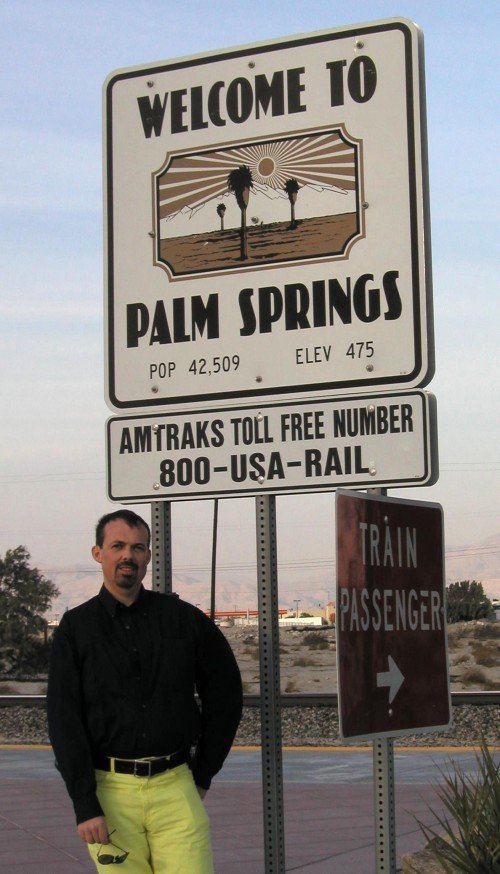 WELCOME TO
PALM SPRINGS
POP 42,509 ELEV 475
AMTRAKS TOLL FREE NUMBER
800-USA-RAIL
TRAIN
PASSENGER